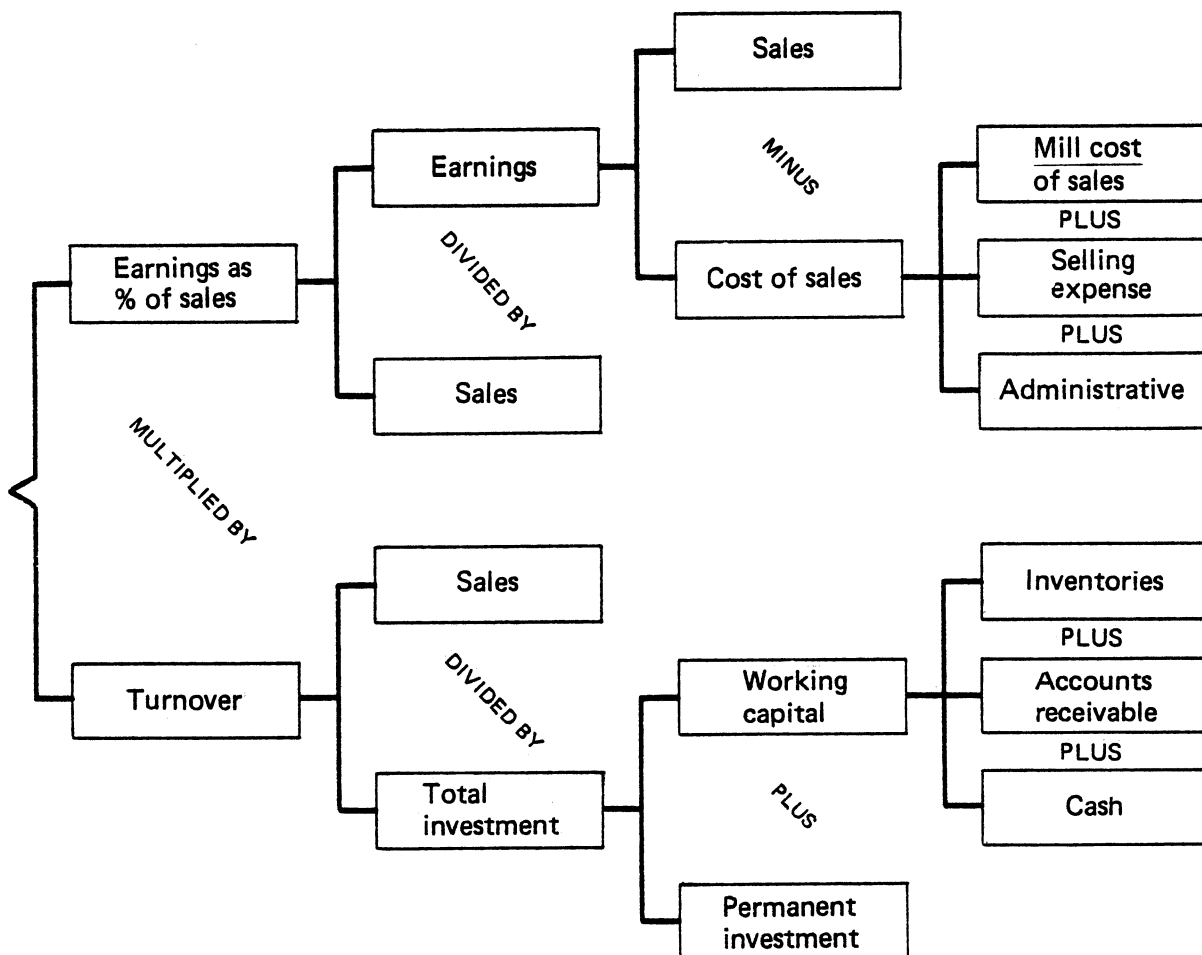 Sales
MINUS
Earnings
Mill cost
of sales
PLUS
DIVIDED BY
Earnings as
% of sales
Cost of sales
Selling
expense
PLUS
Sales
Administrative
MULTIPLIED BY
Sales
Inventories
PLUS
DIVIDED BY
Turnover
Working
capital
Accounts
receivable
PLUS
Total
investment
PLUS
Cash
Permanent
investment